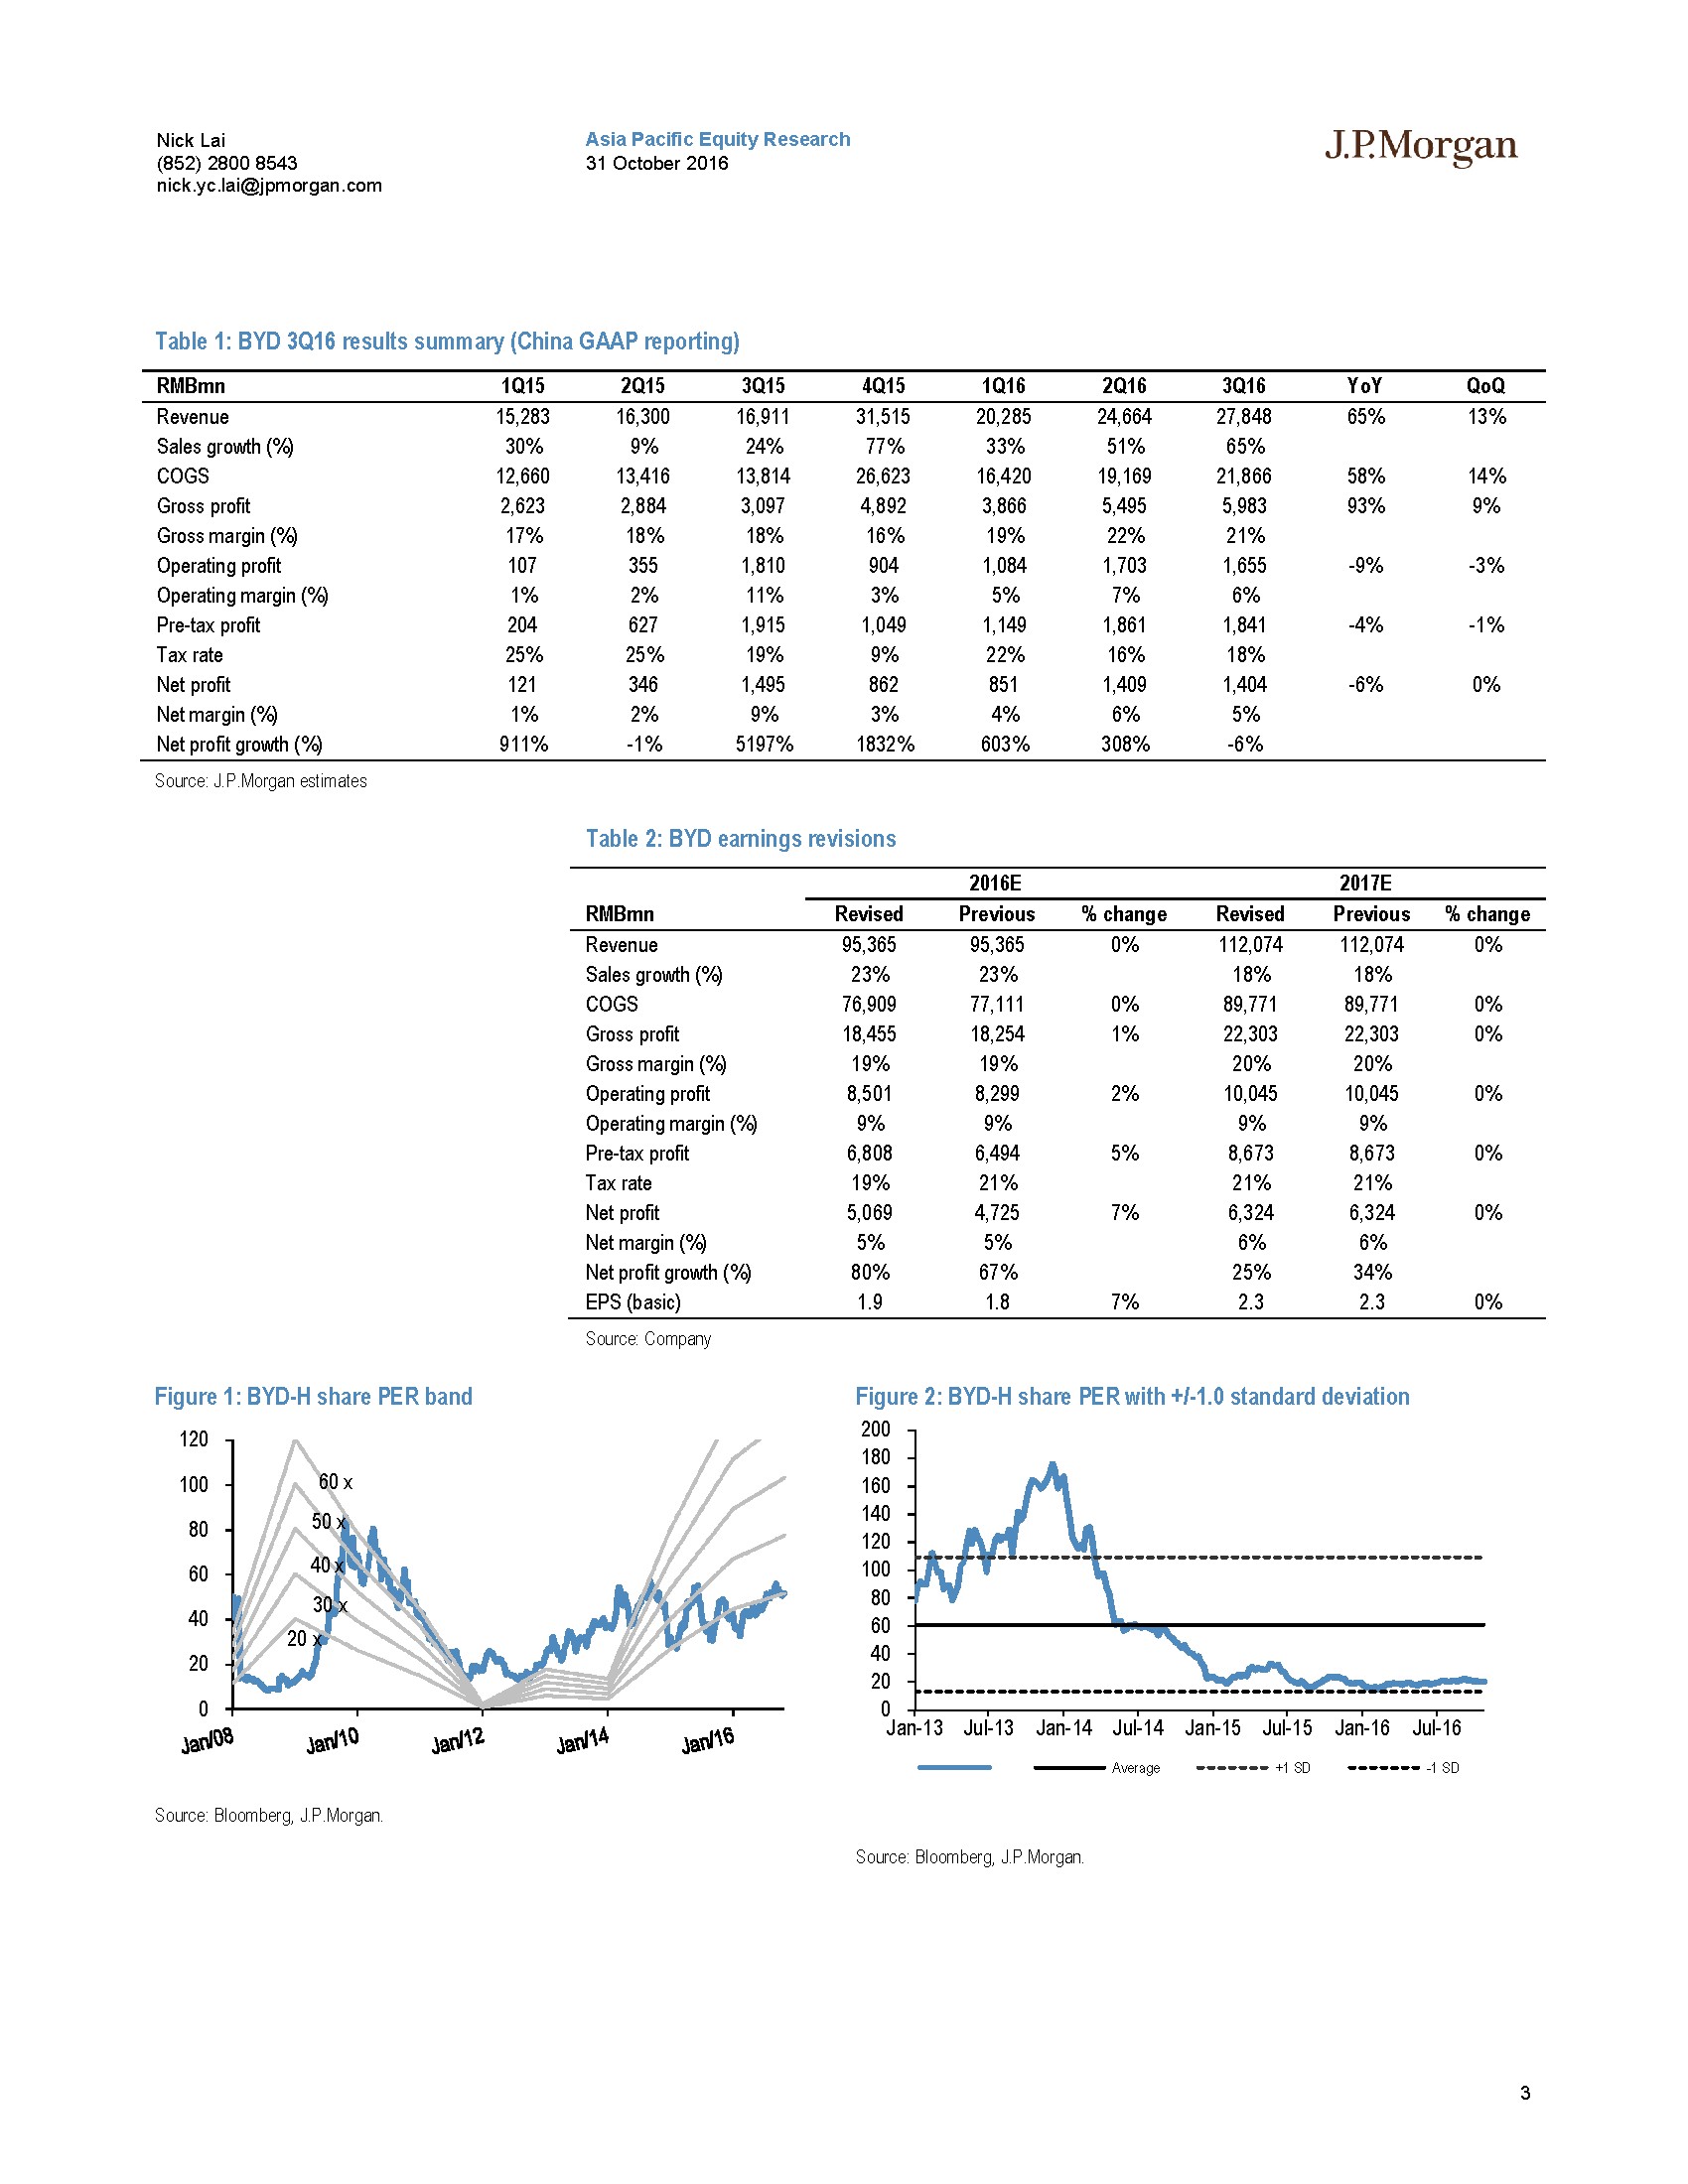 Nick Lai
(852) 2800 8543
nick.yc.lai@jpmorgan.com
Asia Pacific Equity Research
31 October 2016
J.P.Morgan
Table 1: BYD 3Q16 results summary (China GAAP reporting)
RMBmn 1Q15 2Q15 3Q15 4Q15 1Q16 2Q16 3Q16 YoY QoQ
Revenue 15,283 16,300 16,911 31,515 20,285 24,664 27,848 65% 13%
Sales growth (%) 30% 9% 24% 77% 33% 51% 65%
COGS 12,660 13,416 13,814 26,623 16,420 19,169 21,866 58% 14%
Gross profit 2,623 2,884 3,097 4,892 3,866 5,495 5,983 93% 9%
Gross margin (%) 17% 18% 18% 16% 19% 22% 21%
Operating profit 107 355 1,810 904 1,084 1,703 1,655 -9% -3%
Operating margin (%) 1% 2% 11% 3% 5% 7% 6%
Pre-tax profit 204 627 1,915 1,049 1,149 1,861 1,841 -4% -1%
Tax rate 25% 25% 19% 9% 22% 16% 18%
Net profit 121 346 1,495 862 851 1,409 1,404 -6% 0%
Net margin (%) 1% 2% 9% 3% 4% 6% 5%
Net profit growth (%) 911% -1% 5197% 1832% 603% 308% -6%
Source: J.P.Morgan estimates
Table 2: BYD earnings revisions
2016E 2017E
RMBmn Revised Previous % change Revised Previous % change
Revenue 95,365 95,365 0% 112,074 112,074 0%
Sales growth (%) 23% 23% 18% 18%
COGS 76,909 77,111 0% 89,771 89,771 0%
Gross profit 18,455 18,254 1% 22,303 22,303 0%
Gross margin (%) 19% 19% 20% 20%
Operating profit 8,501 8,299 2% 10,045 10,045 0%
Operating margin (%) 9% 9% 9% 9%
Pre-tax profit 6,808 6,494 5% 8,673 8,673 0%
Tax rate 19% 21% 21% 21%
Net profit 5,069 4,725 7% 6,324 6,324 0%
Net margin (%) 5% 5% 6% 6%
Net profit growth (%) 80% 67% 25% 34%
EPS (basic) 1.9 1.8 7% 2.3 2.3 0%
Source: Company
Figure 1: BYD-H share PER band
120
100
80
60
40
20
0
60 x
50 x
40 x
30 x
20 x
Jan/08 Jan/10 Jan/12 Jan/14 Jan/16
Source: Bloomberg, J.P.Morgan.
Figure 2: BYD-H share PER with +/-1.0 standard deviation
200
180
160
140
120
100
80
60
40
20
0
Jan-13 Jul-13 Jan-14 Jul-14 Jan-15 Jul-15 Jan-16 Jul-16
Average +1 SD -1 SD
Source: Bloomberg, J.P.Morgan.
3